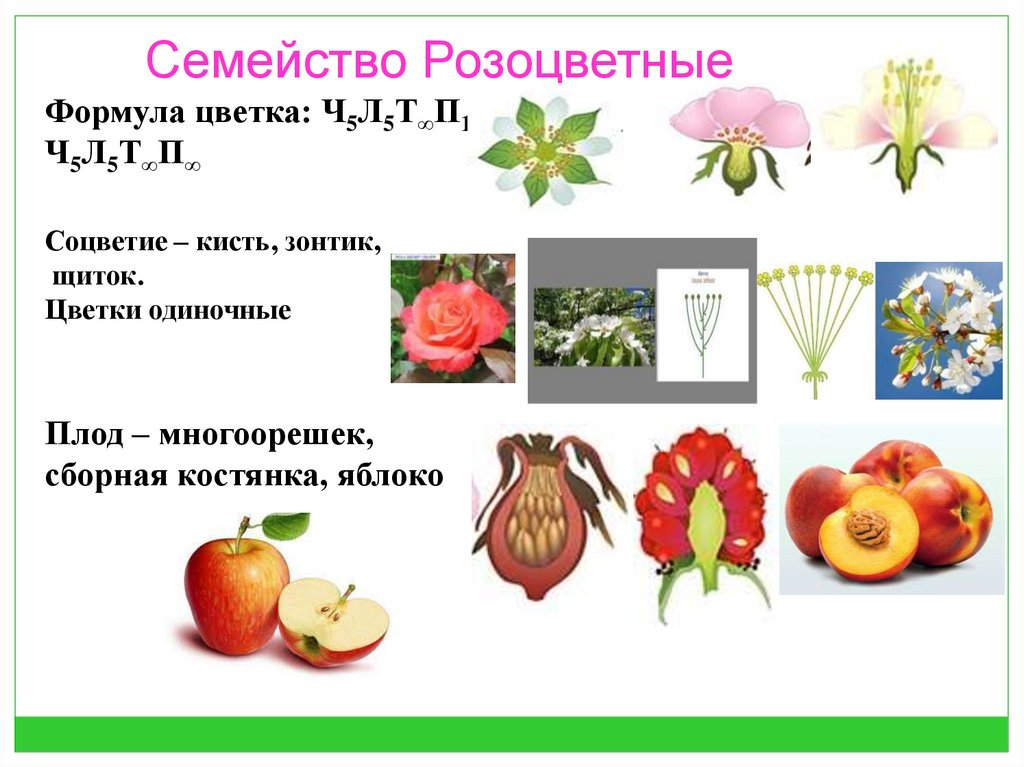 Семейство Розоцветные
Формула цветка: Ч₅Л₅Т∞П₁
Ч₅Л₅Т∞П∞
Соцветие – кисть, зонтик,
щиток.
Цветки одиночные
Плод – многоорешек,
сборная костянка, яблоко